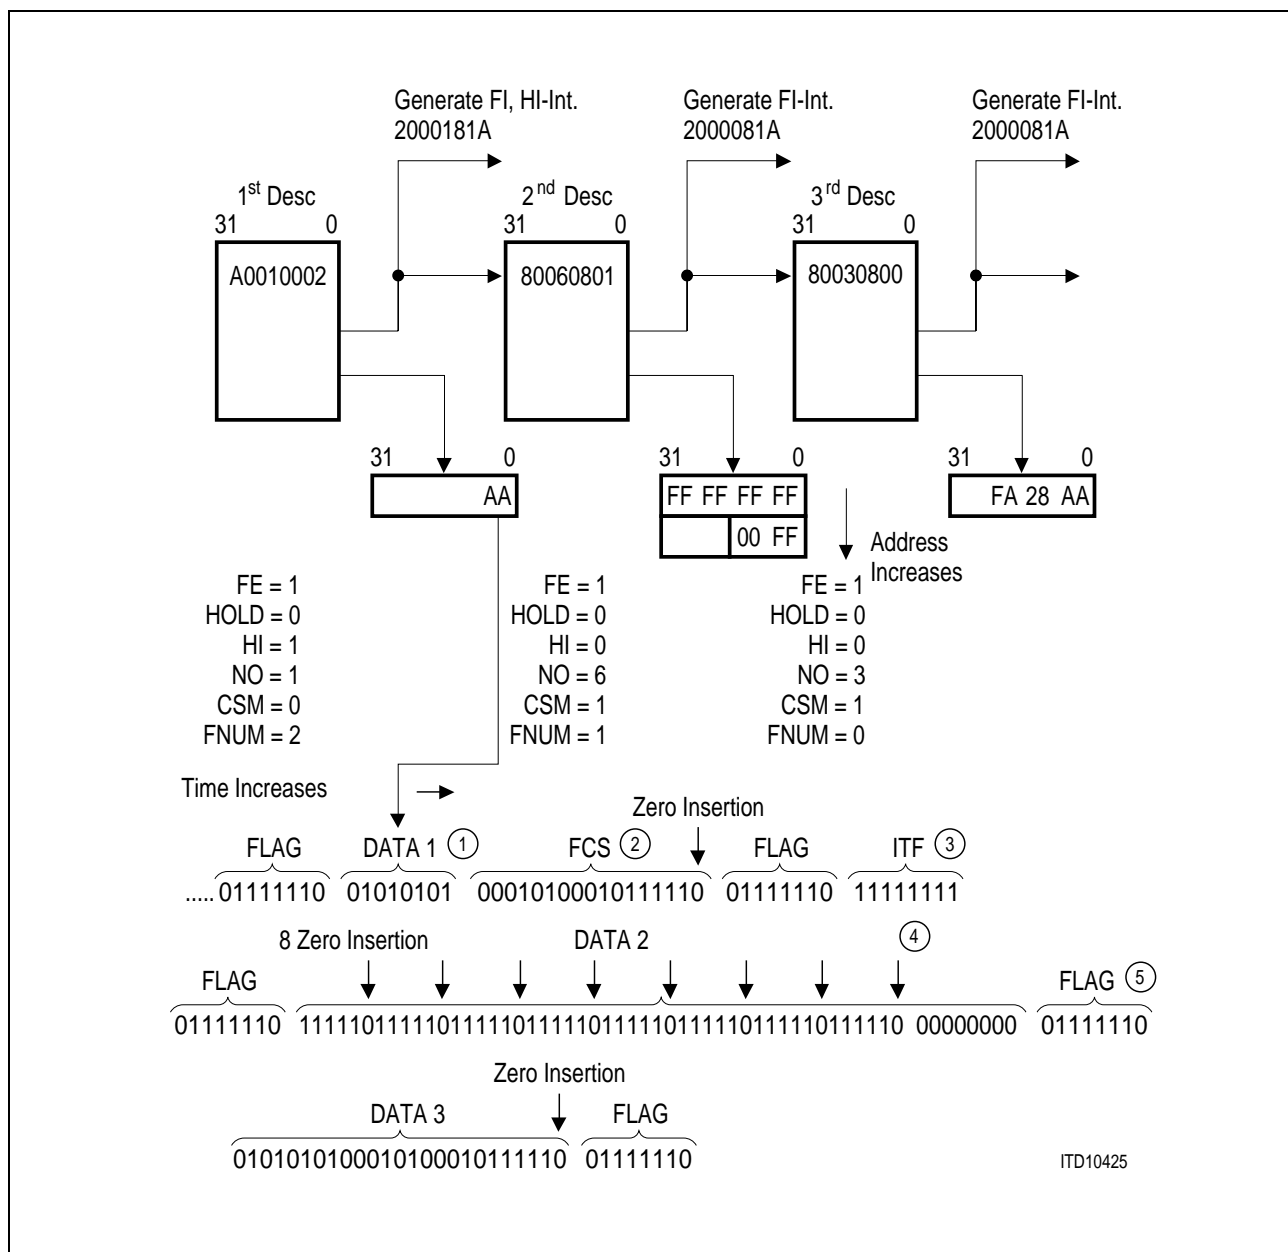 Generate FI, HI-Int. Generate FI-Int. Generate FI-Int.
2000181A 2000081A 2000081A
1st Desc 2nd Desc 3rd Desc
31 0 31 0 31 0
A0010002 80060801 80030800
31 0 31 0 31 0
AA FF FF FF FF FA 28 AA
00 FF
Address
Increases
FE = 1 FE = 1 FE = 1
HOLD = 0 HOLD = 0 HOLD = 0
HI = 1 HI = 0 HI = 0
NO = 1 NO = 6 NO = 3
CSM = 0 CSM = 1 CSM = 1
FNUM = 2 FNUM = 1 FNUM = 0
Time Increases
Zero Insertion
FLAG DATA 1 1 FCS 2 FLAG ITF 3
..... 01111110 01010101 00010100010111110 01111110 11111111
8 Zero Insertion DATA 2 4
FLAG FLAG 5
01111110 111110111110111110111110111110111110111110111110 00000000 01111110
Zero Insertion
DATA 3 FLAG
0101010100010100010111110 01111110
ITD10425